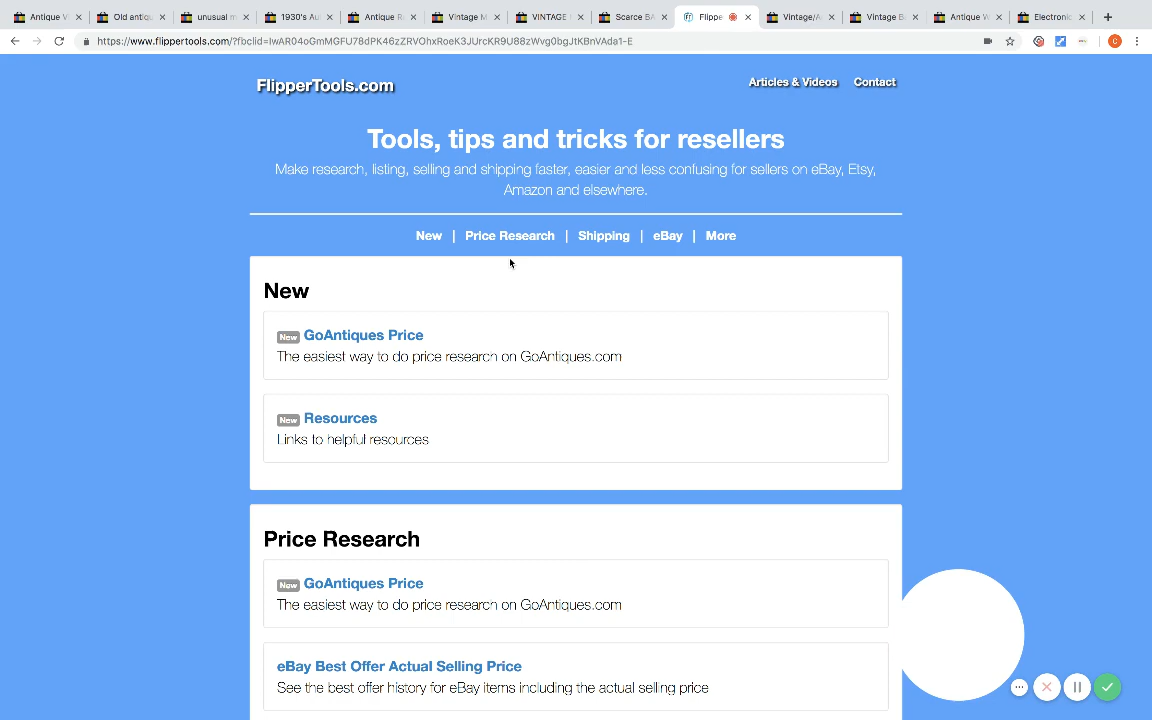 Antique V
Old antiqu
unusual m
1930's Au
Antique R
Vintage M
VINTAGE
Scarce BA
Flippe
Vintage/A
Vintage B
Antique W
Electronic
https://www.flippertools.com/?fbclid=IwAR04oGmMGFU78dPK46zZRVOhxRoeK3JUrcKR9U88zWvg0bgJtKBnVAda1-E
C
FlipperTools.com
Articles & Videos
Contact
Tools, tips and tricks for resellers
Make research, listing, selling and shipping faster, easier and less confusing for sellers on eBay, Etsy,
Amazon and elsewhere.
New | Price Research | Shipping | eBay | More
New
New GoAntiques Price
The easiest way to do price research on GoAntiques.com
New Resources
Links to helpful resources
Price Research
New GoAntiques Price
The easiest way to do price research on GoAntiques.com
eBay Best Offer Actual Selling Price
See the best offer history for eBay items including the actual selling price